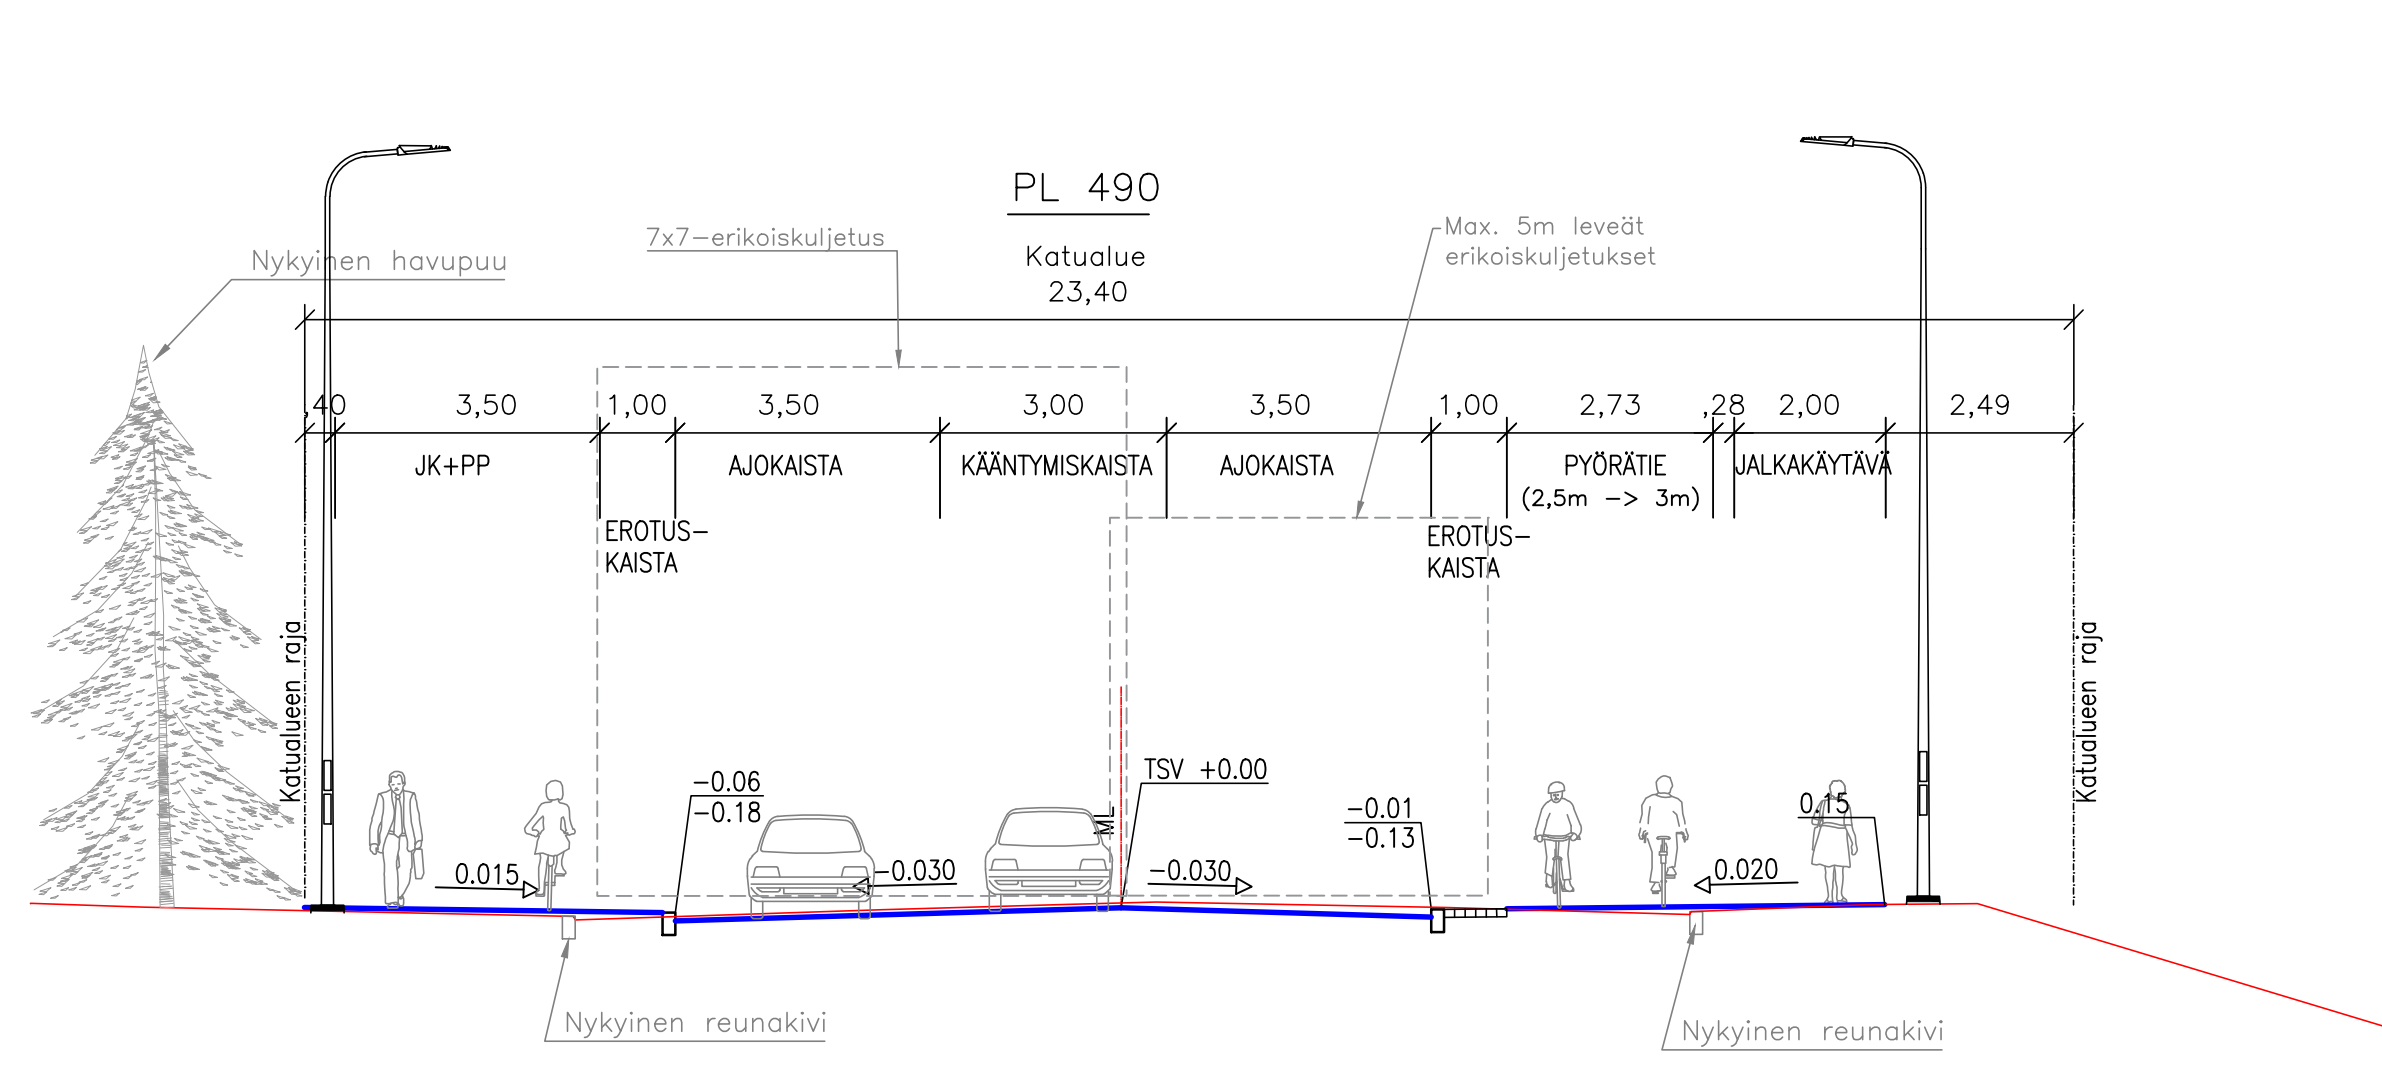 PL 490
7x7-erikoiskuljetus
Max. 5m leveät
erikoiskuljetukset
Nykyinen havupuu
Katualue
23,40
,40 3,50 1,00 3,50 3,00 3,50 1,00 2,73 ,28 2,00 2,49
JK+PP AJOKAISTA KÄÄNTYMISKAISTA AJOKAISTA PYÖRÄTIE JALKAKÄYTÄVÄ
(2,5m -> 3m)
EROTUS-
KAISTA
EROTUS-
KAISTA
Katualueen raja
Katualueen raja
-0.06
-0.18
TSV +0.00
ML
-0.01
-0.13
0.15
0.015
-0.030
-0.030
0.020
Nykyinen reunakivi
Nykyinen reunakivi